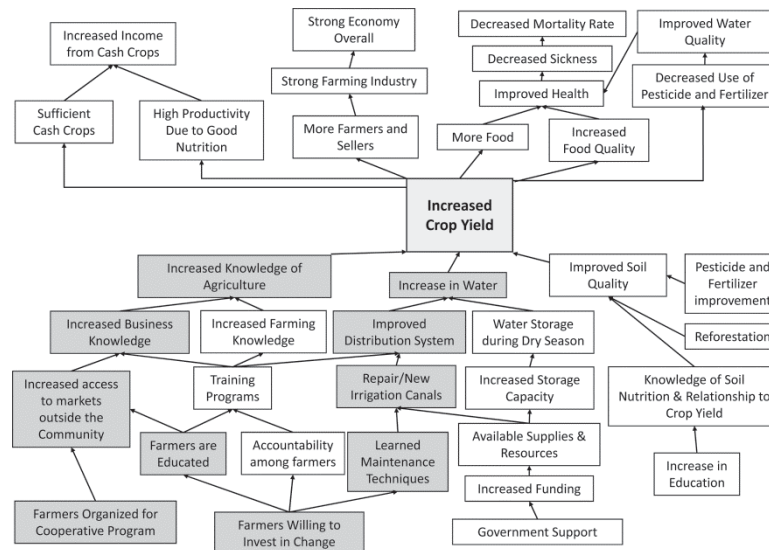 Increased Income
from Cash Crops
Strong Economy
Overall
Decreased Mortality Rate
Improved Water
Quality
Decreased Sickness
Strong Farming Industry
Decreased Use of
Pesticide and Fertilizer
Improved Health
Sufficient
Cash Crops
High Productivity
Due to Good
Nutrition
More Farmers and
Sellers
More Food
Increased
Food Quality
Increased
Crop Yield
Increased Knowledge of
Agriculture
Increase in Water
Improved Soil
Quality
Pesticide and
Fertilizer
improvement
Increased Business
Knowledge
Increased Farming
Knowledge
Improved
Distribution System
Water Storage
during Dry Season
Reforestation
Increased access
to markets
outside the
Community
Training
Programs
Repair/New
Irrigation Canals
Increased Storage
Capacity
Knowledge of Soil
Nutrition & Relationship to
Crop Yield
Farmers are
Educated
Accountability
among farmers
Learned
Maintenance
Techniques
Available Supplies &
Resources
Increase in
Education
Increased Funding
Farmers Organized for
Cooperative Program
Farmers Willing to
Invest in Change
Government Support